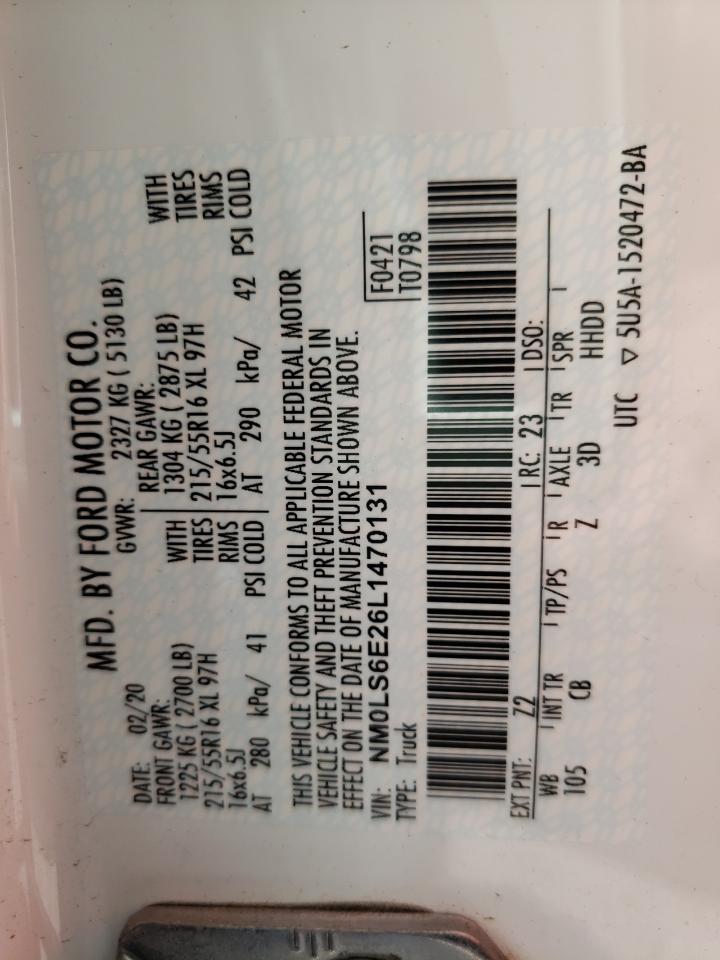 MFD. BY FORD MOTOR CO.
DATE: 02/20 GVWR: 2327 KG ( 5130 LB)
FRONT GAWR: REAR GAWR:
1225 KG ( 2700 LB) WITH 1304 KG ( 2875 LB) WITH
215/55R16 XL 97H TIRES 215/55R16 XL 97H TIRES
16x6.5J RIMS 16x6.5J RIMS
AT 280 kPa/ 41 PSI COLD AT 290 kPa/ 42 PSI COLD
THIS VEHICLE CONFORMS TO ALL APPLICABLE FEDERAL MOTOR
VEHICLE SAFETY AND THEFT PREVENTION STANDARDS IN
EFFECT ON THE DATE OF MANUFACTURE SHOWN ABOVE.
VIN: NM0LS6E26L1470131 F0421
TYPE: Truck T0798
EXT PNT: Z2 RC: 23 DSO:
WB INT TR TP/PS R AXLE TR SPR
105 CB Z 3D HHDD
UTC ▽ 5U5A-1520472-BA